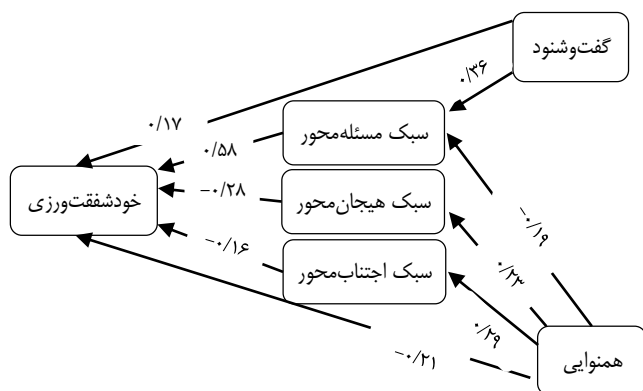 گفت‌وشنود
۰/۳۶
۰/۱۷
سبک مسئله‌محور
۰/۵۸
خودشفقت‌ورزی
سبک هیجان‌محور
−۰/۲۸
−۰/۱۹
سبک اجتناب‌محور
−۰/۱۶
۰/۲۳
۰/۲۹
همنوایی
−۰/۲۱